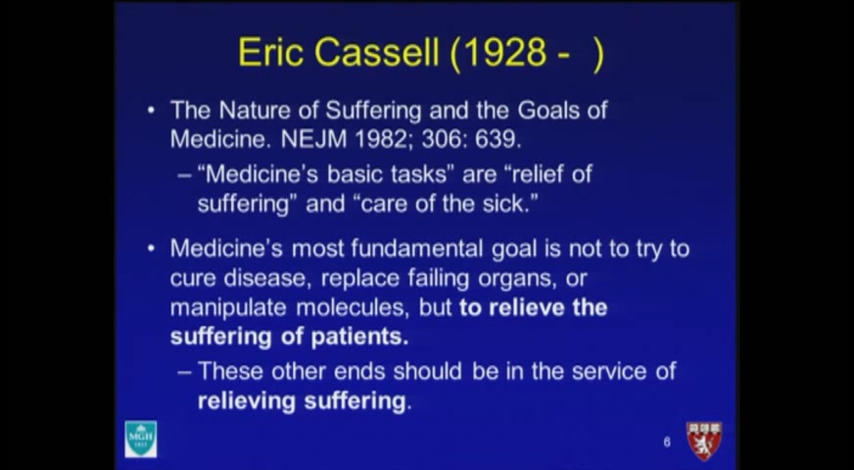 Eric Cassell (1928 -  )
• The Nature of Suffering and the Goals of
Medicine. NEJM 1982; 306: 639.
– “Medicine’s basic tasks” are “relief of
suffering” and “care of the sick.”
• Medicine’s most fundamental goal is not to try to
cure disease, replace failing organs, or
manipulate molecules, but to relieve the
suffering of patients.
– These other ends should be in the service of
relieving suffering.
MGH
1811
6